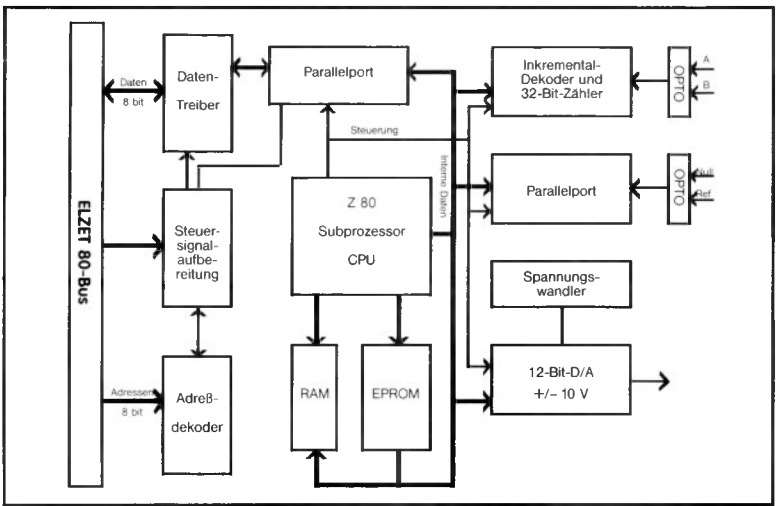 ELZET 80-Bus
Daten
8 bit
Daten-
Treiber
Parallelport
Steuerung
Steuer-
signal-
aufbe-
reitung
Adressen
8 bit
Adreß-
dekoder
Z 80
Subprozessor
CPU
Interne Daten
RAM
EPROM
Inkremental-
Dekoder und
32-Bit-Zähler
OPTO
A
B
Parallelport
OPTO
Null
Ref
Spannungs-
wandler
12-Bit-D/A
+/− 10 V